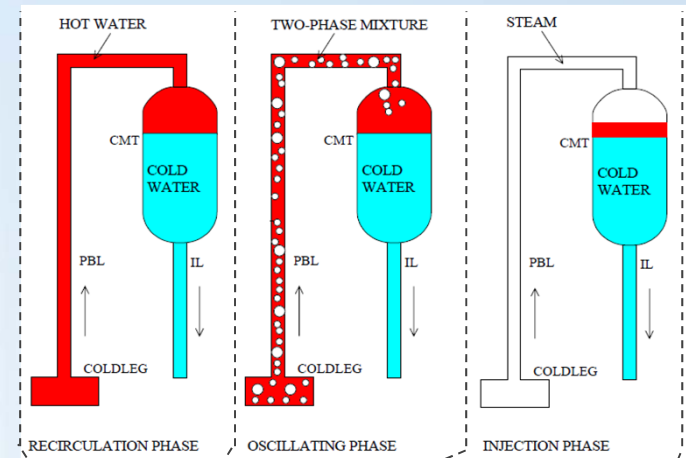 HOT WATER
CMT
COLD
WATER
PBL
IL
COLDLEG
RECIRCULATION PHASE
TWO-PHASE MIXTURE
CMT
COLD
WATER
PBL
IL
COLDLEG
OSCILLATING PHASE
STEAM
CMT
COLD
WATER
PBL
IL
COLDLEG
INJECTION PHASE